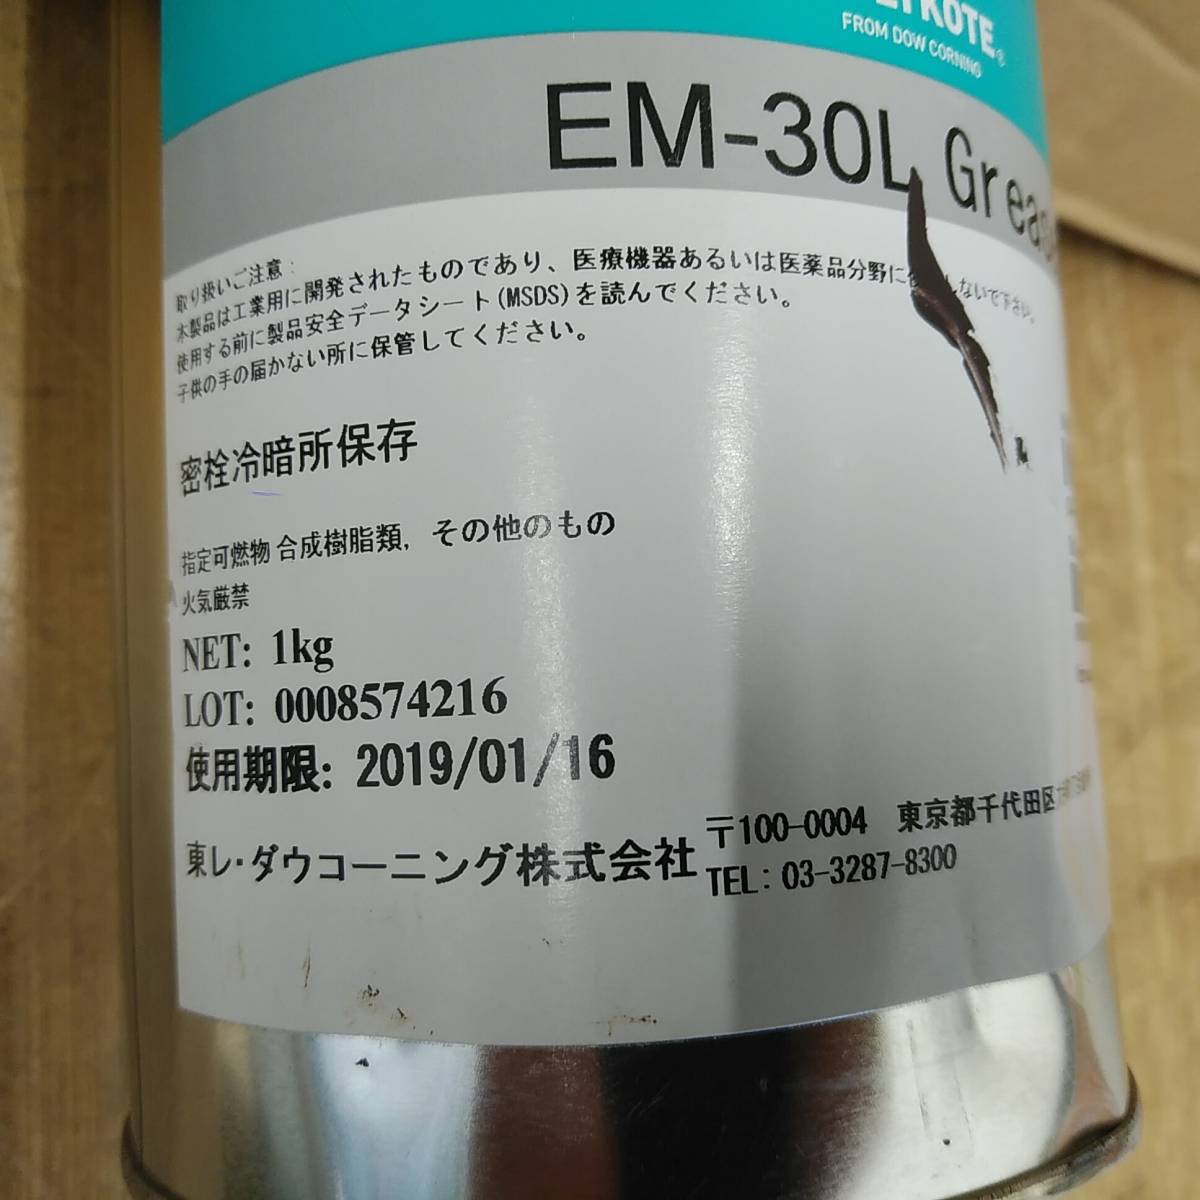 FROM DOW CORNING
EM-30L Grease
取り扱いご注意：
本製品は工業用に開発されたものであり、医療機器あるいは医薬品分野に しないで下さい。
使用する前に製品安全データシート(MSDS)を読んでください。
子供の手の届かない所に保管してください。
密栓冷暗所保存
指定可燃物 合成樹脂類，その他のもの
火気厳禁
NET: 1kg
LOT: 0008574216
使用期限: 2019/01/16
東レ・ダウコーニング株式会社
〒100-0004 東京都千代田区
TEL: 03-3287-8300